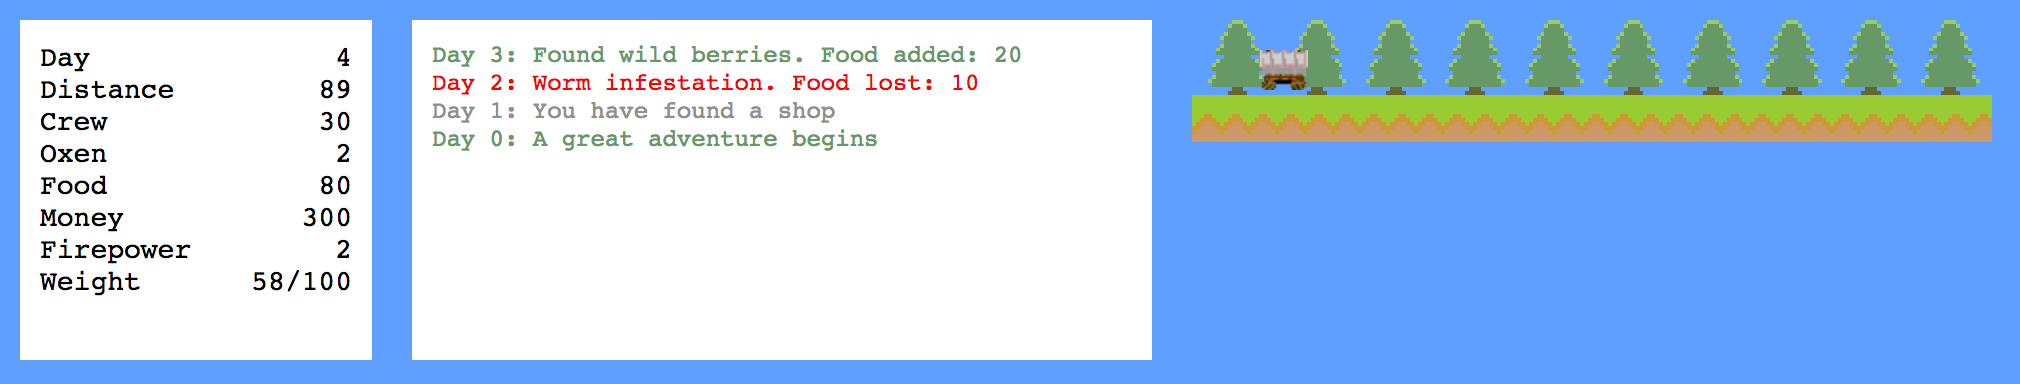 Day 4
Distance 89
Crew 30
Oxen 2
Food 80
Money 300
Firepower 2
Weight 58/100
Day 3: Found wild berries. Food added: 20
Day 2: Worm infestation. Food lost: 10
Day 1: You have found a shop
Day 0: A great adventure begins